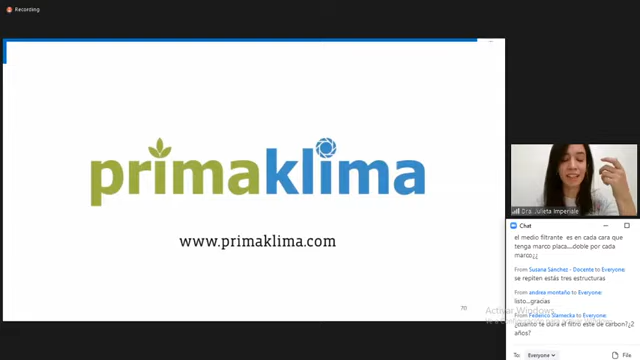 Recording
primaklima
www.primaklima.com
70
Dra. Julieta Imperiale
Chat
el medio filtrante es en cada cara que
tenga marco placa....doble por cada
marco¿¿
From Susana Sánchez - Docente to Everyone:
se repiten estás tres estructuras
From andrea montaño to Everyone:
listo...gracias
Activar Windows
From Federico Slamecka to Everyone:
¿cuanto te dura el filtro este de carbon?¿2
años?
To:
Everyone
File